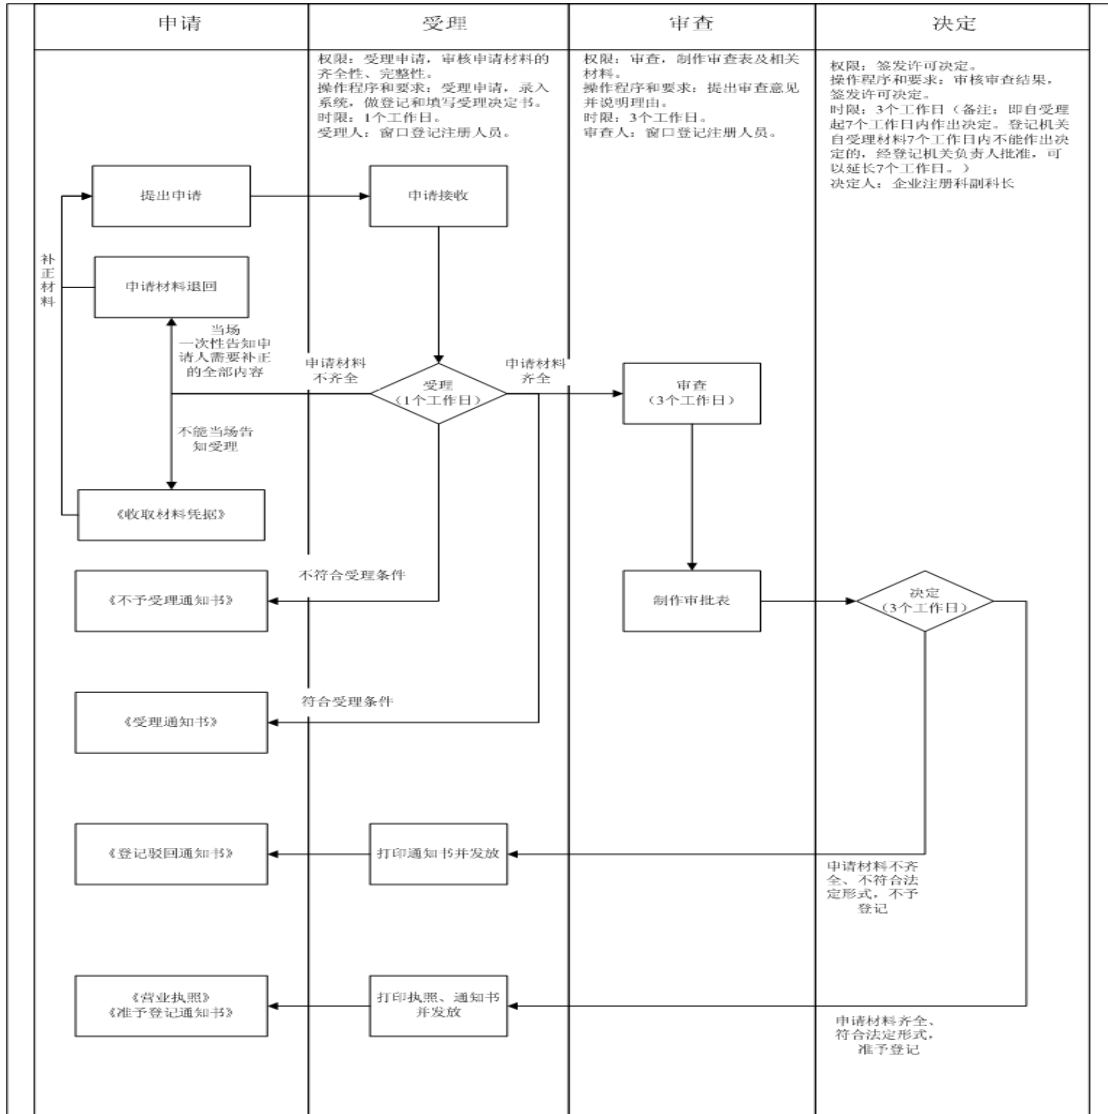 申请
受理
审查
决定
权限：受理申请，审核申请材料的
齐全性、完整性。
操作程序和要求：受理申请，录入
系统，做登记和填写受理决定书。
时限：1个工作日。
受理人：窗口登记注册人员。
权限：审查，制作审查表及相关
材料。
操作程序和要求：提出审查意见
并说明理由。
时限：3个工作日。
审查人：窗口登记注册人员。
权限：签发许可决定。
操作程序和要求：审核审查结果，
签发许可决定。
时限：3个工作日（备注：即自受理
起7个工作日内作出决定。登记机关
自受理材料7个工作日内不能作出决
定的，经登记机关负责人批准，可
以延长7个工作日。）
决定人：企业注册科副科长
提出申请
申请接收
补
正
材
料
申请材料退回
当场
一次性告知申
请人需要补正
的全部内容
申请材料
不齐全
受理
（1个工作日）
申请材料
齐全
审查
（3个工作日）
不能当场告
知受理
《收取材料凭据》
不符合受理条件
《不予受理通知书》
制作审批表
决定
（3个工作日）
符合受理条件
《受理通知书》
《登记驳回通知书》
打印通知书并发放
申请材料不齐
全、不符合法
定形式，不予
登记
《营业执照》
《准予登记通知书》
打印执照、通知书
并发放
申请材料齐全、
符合法定形式，
准予登记